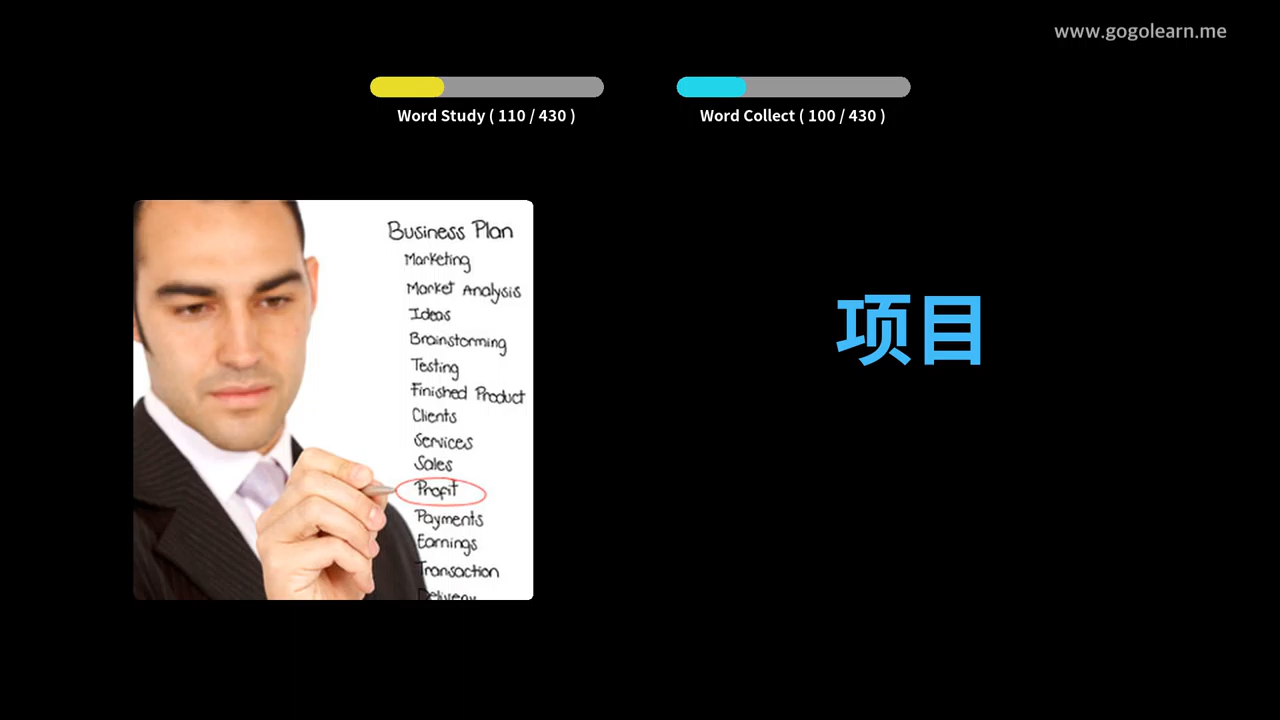 www.gogolearn.me
Word Study ( 110 / 430 )
Word Collect ( 100 / 430 )
Business Plan
Marketing
Market Analysis
Ideas
Brainstorming
Testing
Finished Product
Clients
Services
Sales
Profit
Payments
Earnings
Transaction
Delivery
项目